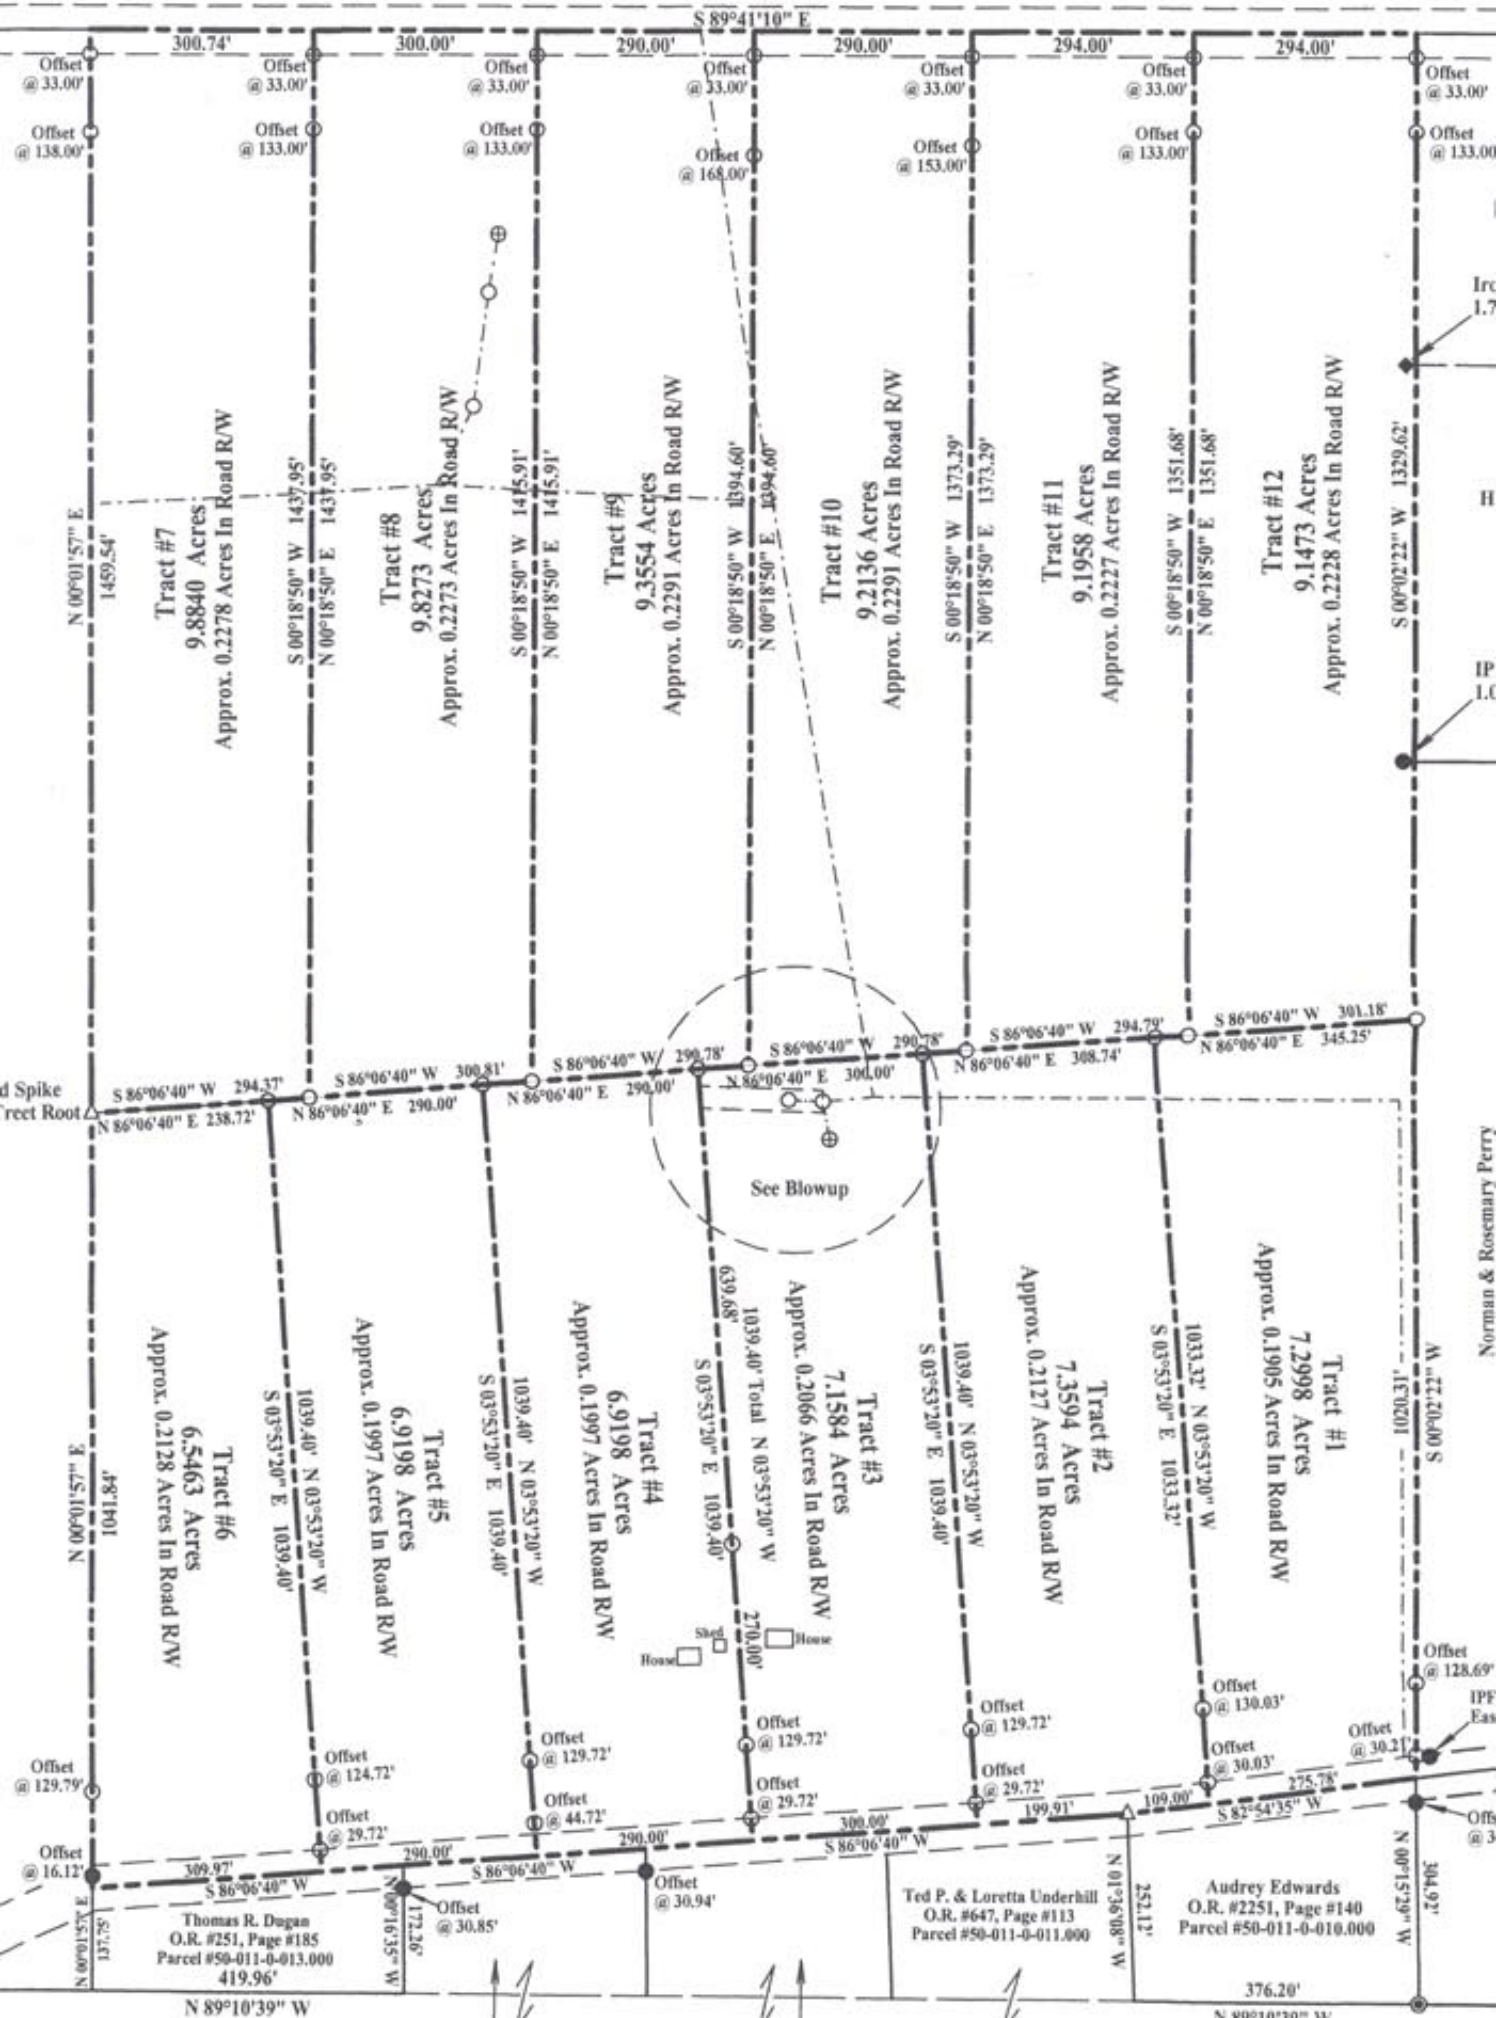 S 89°41'10" E
300.74'
300.00'
290.00'
290.00'
294.00'
294.00'
Offset
@ 33.00'
Offset
@ 33.00'
Offset
@ 33.00'
Offset
@ 33.00'
Offset
@ 33.00'
Offset
@ 33.00'
Offset
@ 33.00'
Offset
@ 138.00'
Offset
@ 133.00'
Offset
@ 133.00'
Offset
@ 168.00'
Offset
@ 153.00'
Offset
@ 133.00'
Offset
@ 133.00
Irc
1.7
H
IP
1.0
N 00°01'57" E
1459.54'
Tract #7
9.8840 Acres
Approx. 0.2278 Acres In Road R/W
S 00°18'50" W 1437.95'
N 00°18'50" E 1437.95'
Tract #8
9.8273 Acres
Approx. 0.2273 Acres In Road R/W
S 00°18'50" W 1415.91'
N 00°18'50" E 1415.91'
Tract #9
9.3554 Acres
Approx. 0.2291 Acres In Road R/W
S 00°18'50" W 1394.60'
N 00°18'50" E 1394.60'
Tract #10
9.2136 Acres
Approx. 0.2291 Acres In Road R/W
S 00°18'50" W 1373.29'
N 00°18'50" E 1373.29'
Tract #11
9.1958 Acres
Approx. 0.2227 Acres In Road R/W
S 00°18'50" W 1351.68'
N 00°18'50" E 1351.68'
Tract #12
9.1473 Acres
Approx. 0.2228 Acres In Road R/W
S 00°02'22" W 1329.62'
d Spike
Treet Root
S 86°06'40" W 294.37'
N 86°06'40" E 238.72'
S 86°06'40" W 300.81'
N 86°06'40" E 290.00'
S 86°06'40" W 290.78'
N 86°06'40" E 290.00'
S 86°06'40" W 290.78'
N 86°06'40" E 300.00'
S 86°06'40" W 294.79'
N 86°06'40" E 308.74'
S 86°06'40" W 301.18'
N 86°06'40" E 345.25'
See Blowup
Norman & Rosemary Perry
N 00°01'57" E
1041.84'
Tract #6
6.5463 Acres
Approx. 0.2128 Acres In Road R/W
1039.40' N 03°53'20" W
S 03°53'20" E 1039.40'
Tract #5
6.9198 Acres
Approx. 0.1997 Acres In Road R/W
1039.40' N 03°53'20" W
S 03°53'20" E 1039.40'
Tract #4
6.9198 Acres
Approx. 0.1997 Acres In Road R/W
639.68'
1039.40' Total N 03°53'20" W
S 03°53'20" E 1039.40'
270.00'
Tract #3
7.1584 Acres
Approx. 0.2066 Acres In Road R/W
1039.40' N 03°53'20" W
S 03°53'20" E 1039.40'
Tract #2
7.3594 Acres
Approx. 0.2127 Acres In Road R/W
1033.32' N 03°53'20" W
S 03°53'20" E 1033.32'
Tract #1
7.2998 Acres
Approx. 0.1905 Acres In Road R/W
1020.31'
S 00°02'22" W
House
Shed
House
Offset
@ 129.79'
Offset
@ 124.72'
Offset
@ 129.72'
Offset
@ 129.72'
Offset
@ 129.72'
Offset
@ 130.03'
Offset
@ 128.69'
IPF
Eas
Offset
@ 16.12'
Offset
@ 29.72'
Offset
@ 44.72'
Offset
@ 29.72'
Offset
@ 29.72'
Offset
@ 30.03'
Offset
@ 30.21'
309.97'
S 86°06'40" W
290.00'
S 86°06'40" W
290.00'
300.00'
S 86°06'40" W
199.91'
109.00'
S 82°54'35" W
275.78'
Offs
@ 3
N 00°01'57" E
137.75'
Thomas R. Dugan
O.R. #251, Page #185
Parcel #50-011-0-013.000
419.96'
N 89°10'39" W
N 00°16'35" W
172.26'
Offset
@ 30.85'
Offset
@ 30.94'
Ted P. & Loretta Underhill
O.R. #647, Page #113
Parcel #50-011-0-011.000
N 01°36'08" W
252.12'
Audrey Edwards
O.R. #2251, Page #140
Parcel #50-011-0-010.000
376.20'
N 89°10'39" W
N 00°15'29" W
304.92'